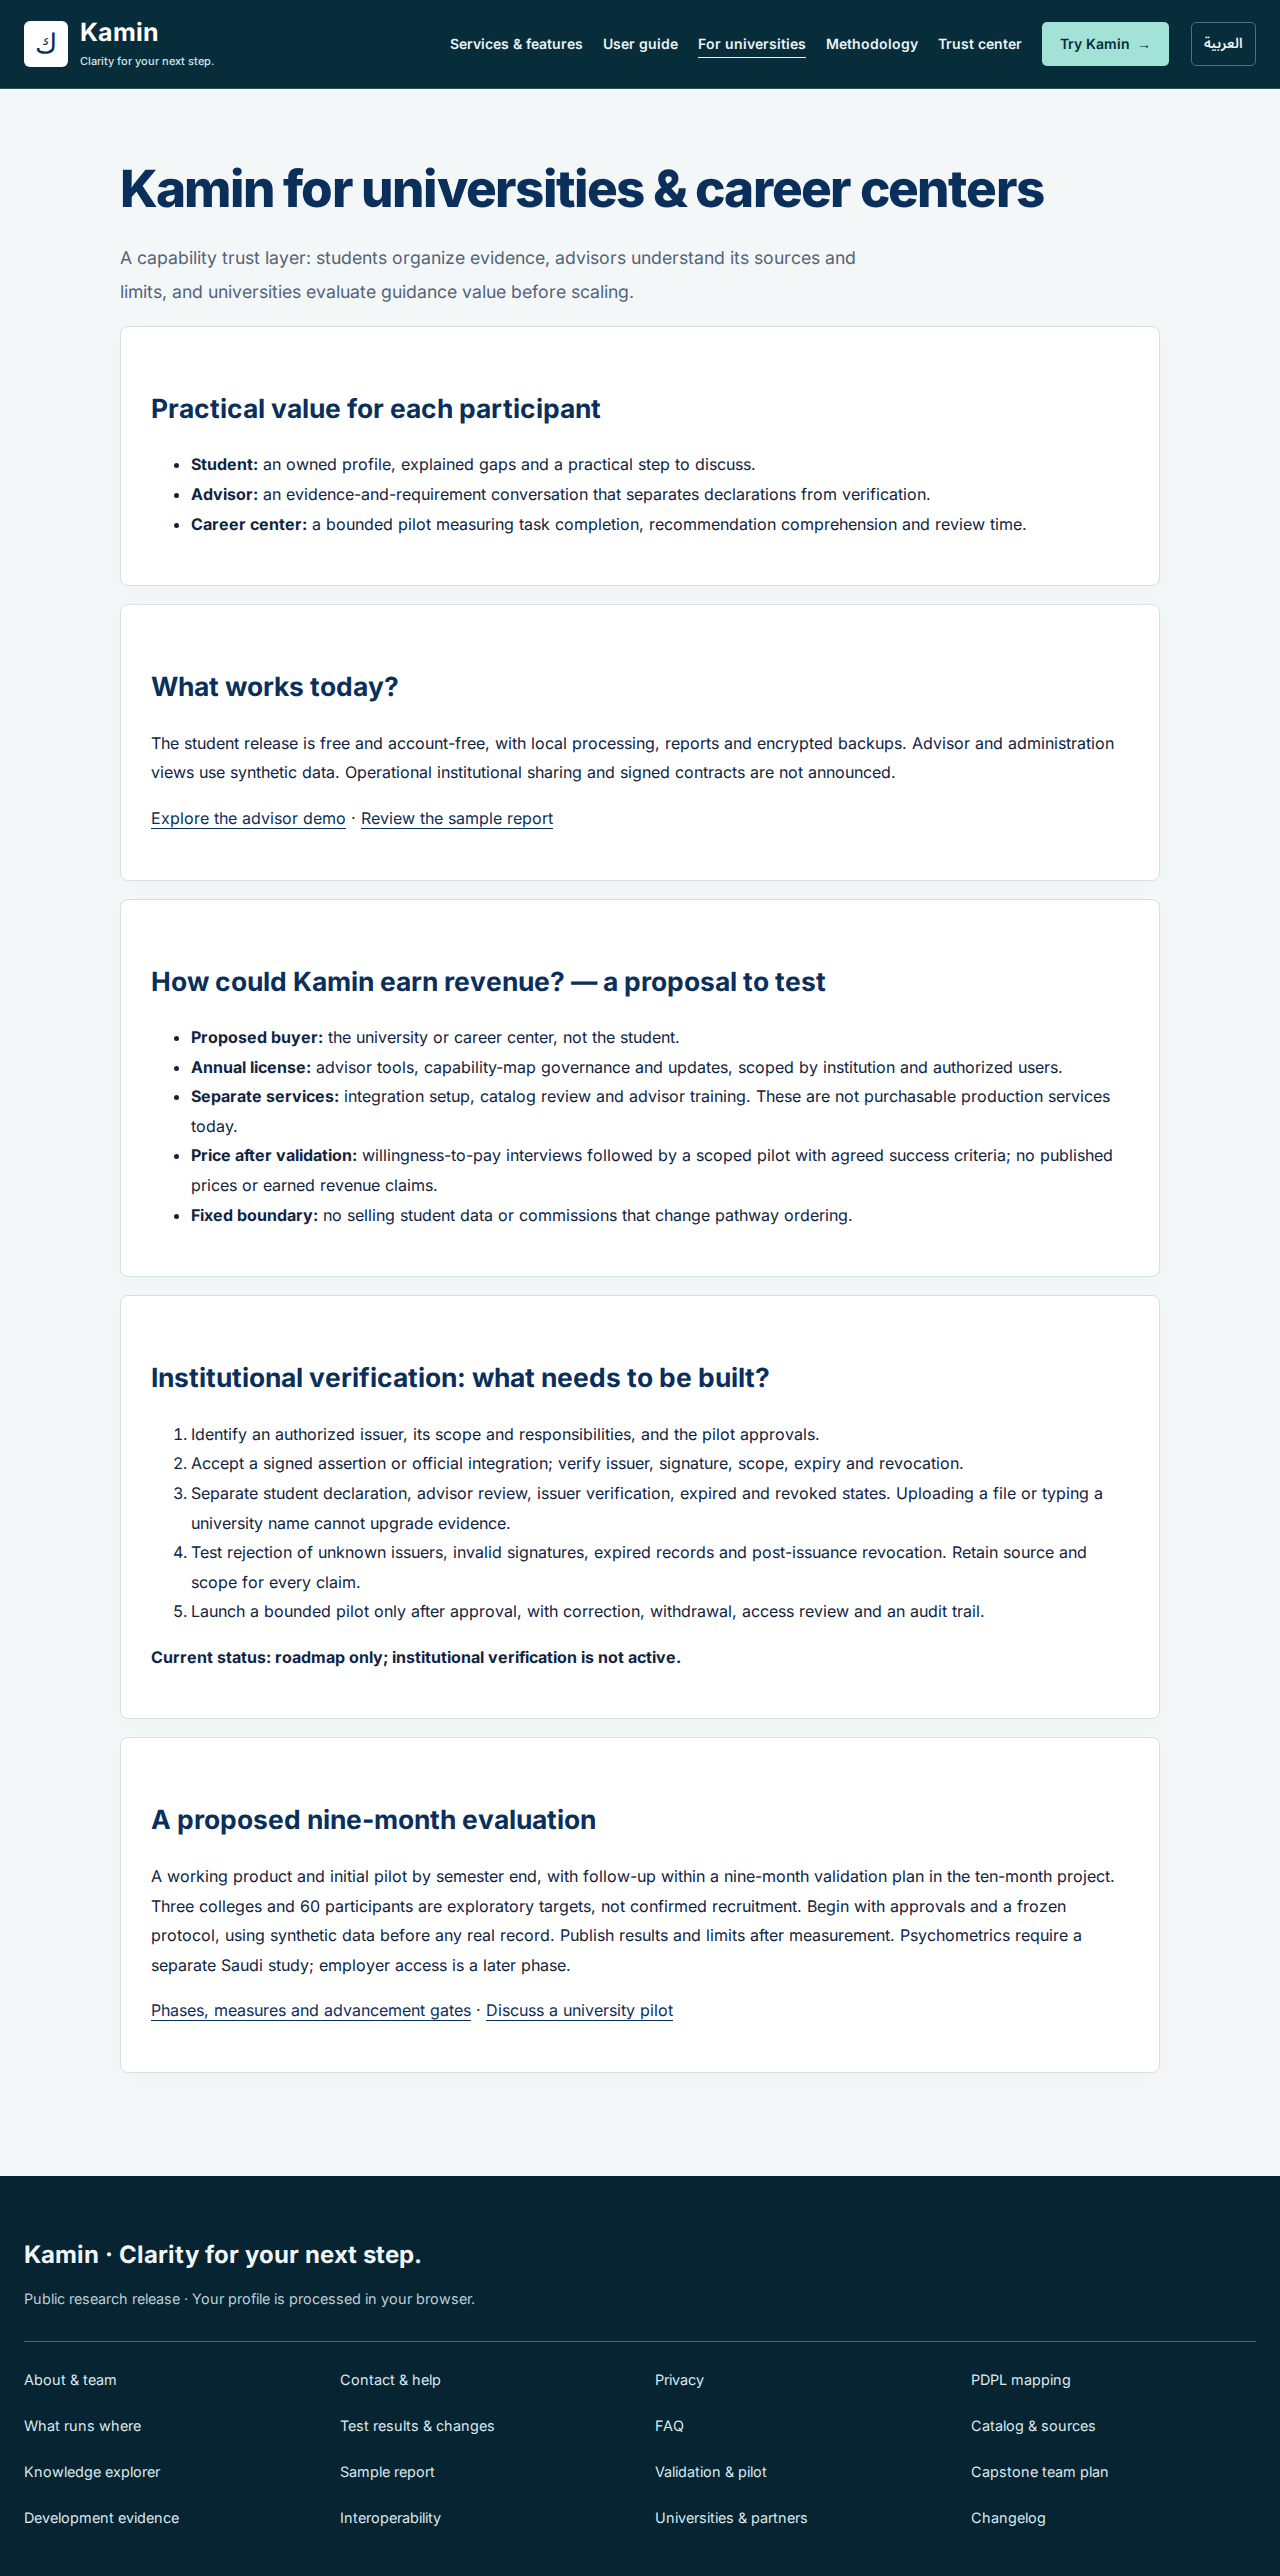 ك
Kamin
Clarity for your next step.
Services & features
User guide
For universities
Methodology
Trust center
Try Kamin →
العربية
Kamin for universities & career centers
A capability trust layer: students organize evidence, advisors understand its sources and
limits, and universities evaluate guidance value before scaling.
Practical value for each participant
• Student: an owned profile, explained gaps and a practical step to discuss.
• Advisor: an evidence-and-requirement conversation that separates declarations from verification.
• Career center: a bounded pilot measuring task completion, recommendation comprehension and review time.
What works today?
The student release is free and account-free, with local processing, reports and encrypted backups. Advisor and administration
views use synthetic data. Operational institutional sharing and signed contracts are not announced.
Explore the advisor demo · Review the sample report
How could Kamin earn revenue? — a proposal to test
• Proposed buyer: the university or career center, not the student.
• Annual license: advisor tools, capability-map governance and updates, scoped by institution and authorized users.
• Separate services: integration setup, catalog review and advisor training. These are not purchasable production services
today.
• Price after validation: willingness-to-pay interviews followed by a scoped pilot with agreed success criteria; no published
prices or earned revenue claims.
• Fixed boundary: no selling student data or commissions that change pathway ordering.
Institutional verification: what needs to be built?
1. Identify an authorized issuer, its scope and responsibilities, and the pilot approvals.
2. Accept a signed assertion or official integration; verify issuer, signature, scope, expiry and revocation.
3. Separate student declaration, advisor review, issuer verification, expired and revoked states. Uploading a file or typing a
university name cannot upgrade evidence.
4. Test rejection of unknown issuers, invalid signatures, expired records and post-issuance revocation. Retain source and
scope for every claim.
5. Launch a bounded pilot only after approval, with correction, withdrawal, access review and an audit trail.
Current status: roadmap only; institutional verification is not active.
A proposed nine-month evaluation
A working product and initial pilot by semester end, with follow-up within a nine-month validation plan in the ten-month project.
Three colleges and 60 participants are exploratory targets, not confirmed recruitment. Begin with approvals and a frozen
protocol, using synthetic data before any real record. Publish results and limits after measurement. Psychometrics require a
separate Saudi study; employer access is a later phase.
Phases, measures and advancement gates · Discuss a university pilot
Kamin · Clarity for your next step.
Public research release · Your profile is processed in your browser.
About & team
Contact & help
Privacy
PDPL mapping
What runs where
Test results & changes
FAQ
Catalog & sources
Knowledge explorer
Sample report
Validation & pilot
Capstone team plan
Development evidence
Interoperability
Universities & partners
Changelog